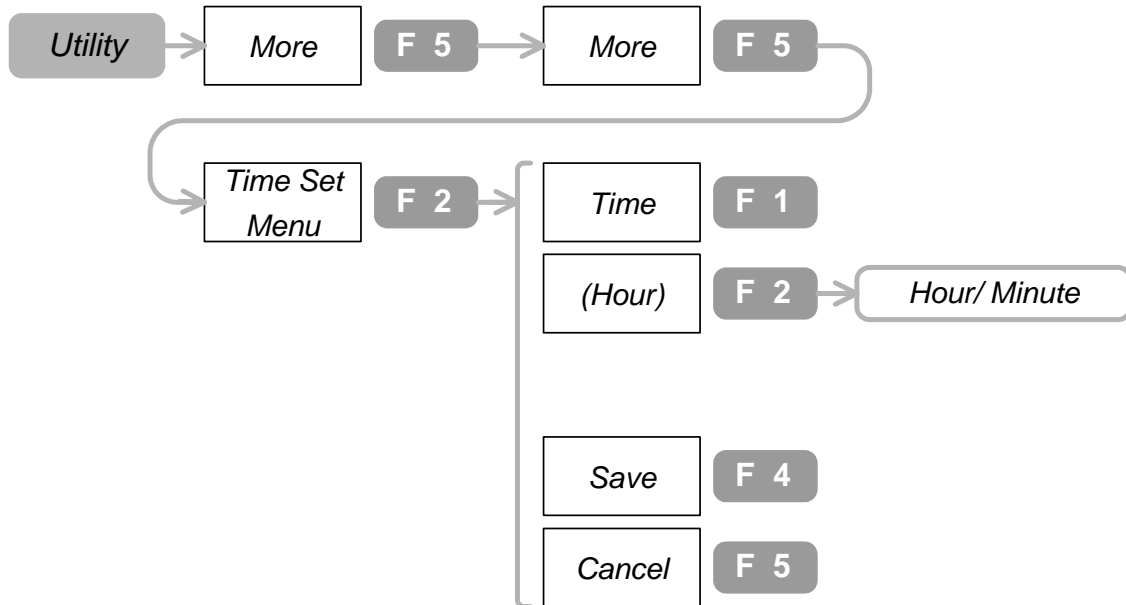 Utility
More
F 5
More
F 5
Time Set
Menu
F 2
Time
F 1
(Hour)
F 2
Hour/ Minute
Save
F 4
Cancel
F 5